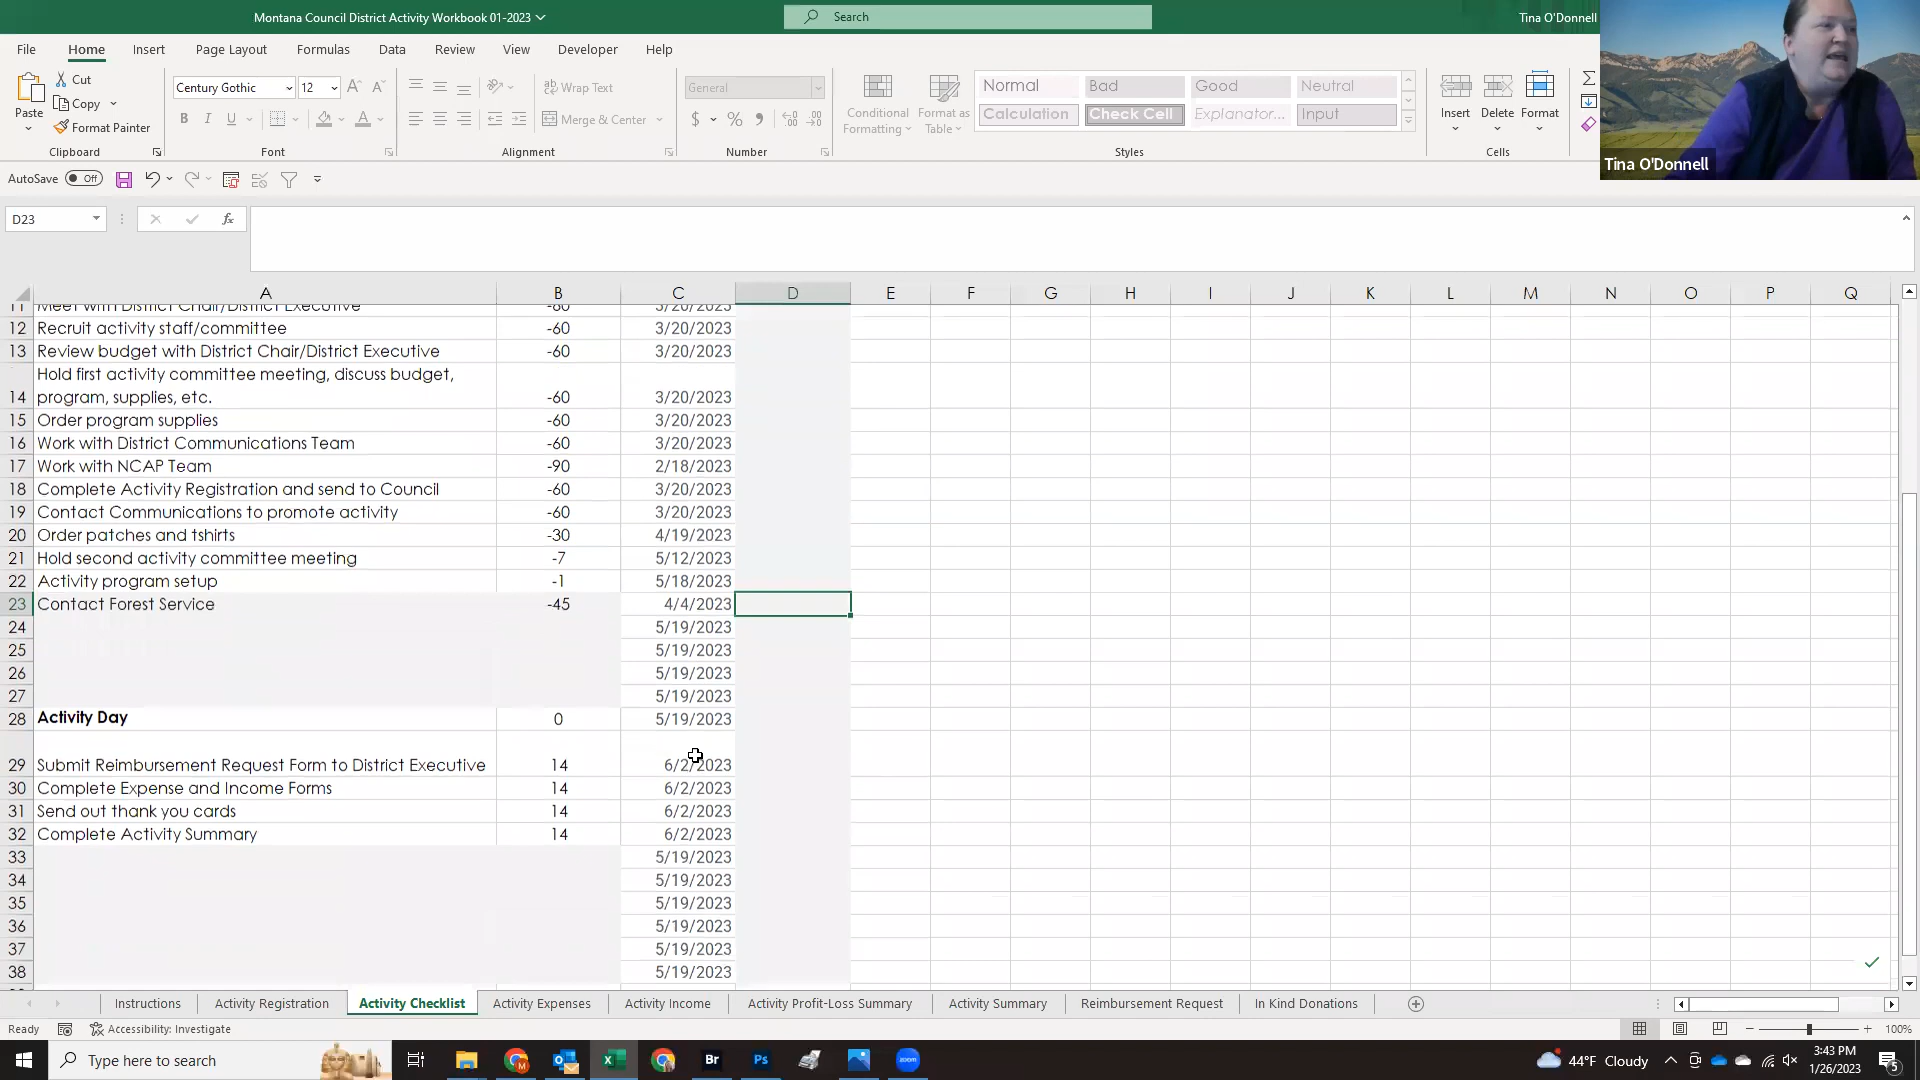 Montana Council District Activity Workbook 01-2023
Search
Tina O'Donnell
File Home Insert Page Layout Formulas Data Review View Developer Help
Paste
Cut
Copy
Format Painter
Clipboard
Century Gothic 12
B I U
Font
Wrap Text
Merge & Center
Alignment
General
$ % 9
Number
Conditional Formatting
Format as Table
Normal Bad Good Neutral
Calculation Check Cell Explanator... Input
Styles
Insert Delete Format
Cells
Tina O'Donnell
AutoSave Off
D23 fx
A B C D E F G H I J K L M N O P Q
11 Meet with District Chair/District Executive -60 3/20/2023
12 Recruit activity staff/committee -60 3/20/2023
13 Review budget with District Chair/District Executive -60 3/20/2023
Hold first activity committee meeting, discuss budget,
14 program, supplies, etc. -60 3/20/2023
15 Order program supplies -60 3/20/2023
16 Work with District Communications Team -60 3/20/2023
17 Work with NCAP Team -90 2/18/2023
18 Complete Activity Registration and send to Council -60 3/20/2023
19 Contact Communications to promote activity -60 3/20/2023
20 Order patches and tshirts -30 4/19/2023
21 Hold second activity committee meeting -7 5/12/2023
22 Activity program setup -1 5/18/2023
23 Contact Forest Service -45 4/4/2023
24 5/19/2023
25 5/19/2023
26 5/19/2023
27 5/19/2023
28 Activity Day 0 5/19/2023
29 Submit Reimbursement Request Form to District Executive 14 6/2/2023
30 Complete Expense and Income Forms 14 6/2/2023
31 Send out thank you cards 14 6/2/2023
32 Complete Activity Summary 14 6/2/2023
33 5/19/2023
34 5/19/2023
35 5/19/2023
36 5/19/2023
37 5/19/2023
38 5/19/2023
Instructions Activity Registration Activity Checklist Activity Expenses Activity Income Activity Profit-Loss Summary Activity Summary Reimbursement Request In Kind Donations
Ready Accessibility: Investigate 100%
Type here to search
Br Ps zoom
44°F Cloudy
3:43 PM
1/26/2023
5